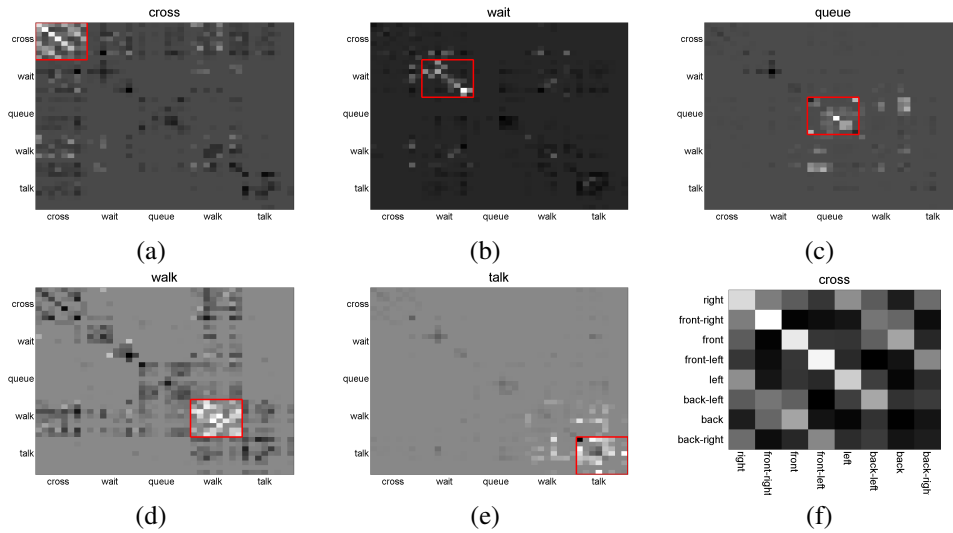 cross
cross
wait
queue
walk
talk
cross wait queue walk talk
(a)
wait
cross
wait
queue
walk
talk
cross wait queue walk talk
(b)
queue
cross
wait
queue
walk
talk
cross wait queue walk talk
(c)
walk
cross
wait
queue
walk
talk
cross wait queue walk talk
(d)
talk
cross
wait
queue
walk
talk
cross wait queue walk talk
(e)
cross
right
front-right
front
front-left
left
back-left
back
back-right
right
front-right
front
front-left
left
back-left
back
back-righ
(f)